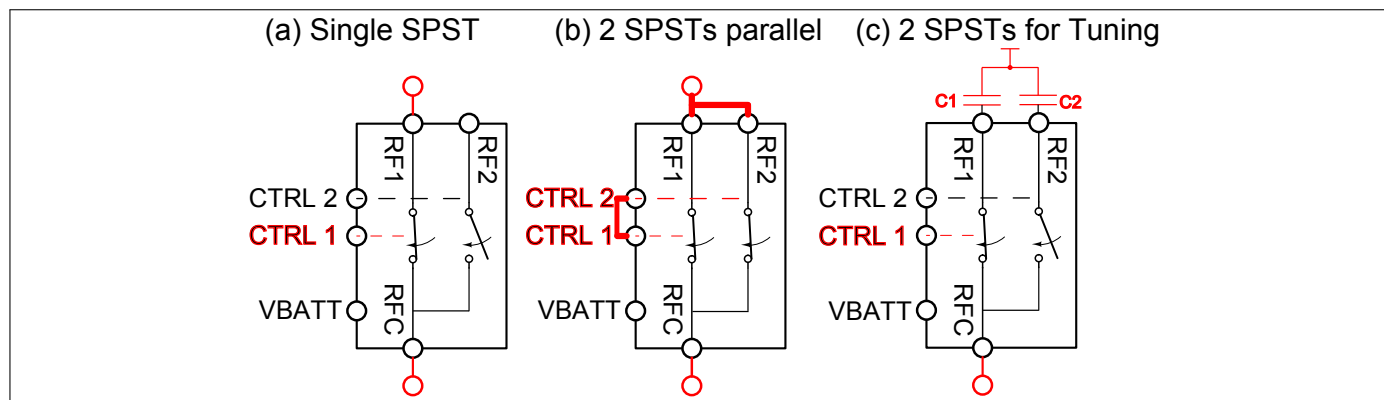 (a) Single SPST
(b) 2 SPSTs parallel
(c) 2 SPSTs for Tuning
RF1
RF2
CTRL 2
CTRL 1
VBATT
RFC
RF1
RF2
CTRL 2
CTRL 1
VBATT
RFC
C1
C2
RF1
RF2
CTRL 2
CTRL 1
VBATT
RFC